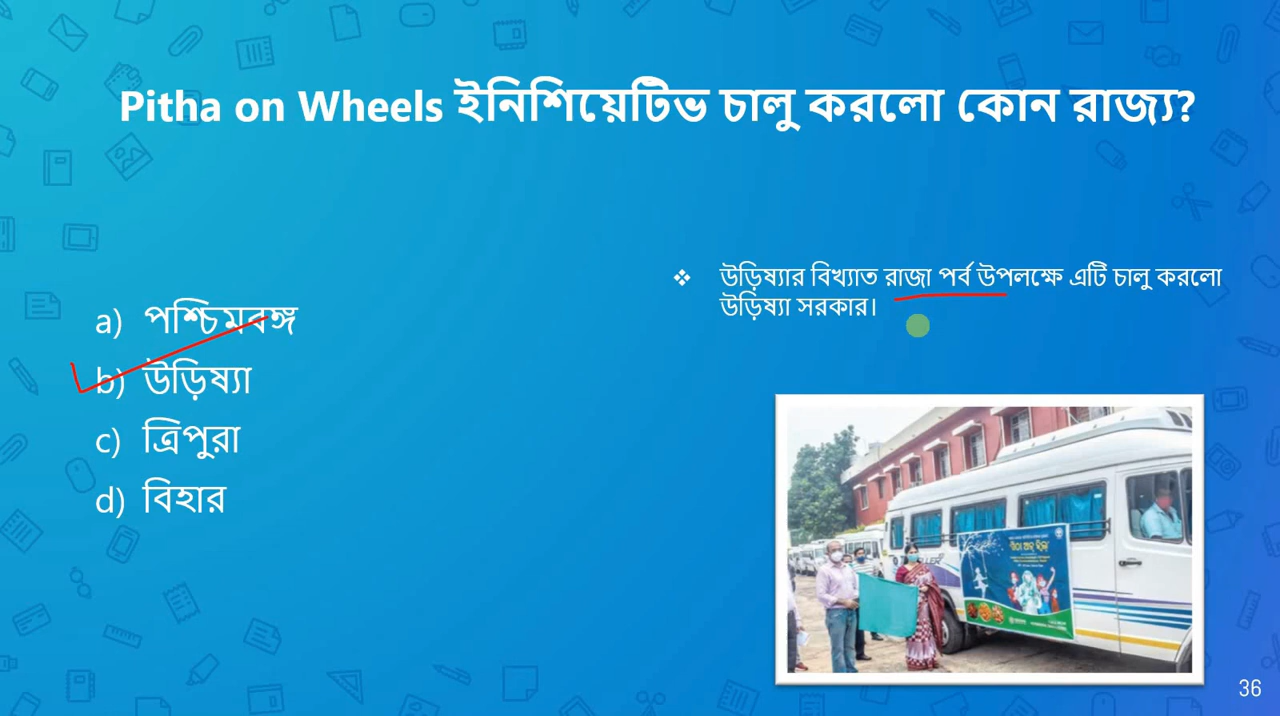 Pitha on Wheels ইনিশিয়েটিভ চালু করলো কোন রাজ্য?
a) পশ্চিমবঙ্গ
b) উড়িষ্যা
c) ত্রিপুরা
d) বিহার
❖ উড়িষ্যার বিখ্যাত রাজা পর্ব উপলক্ষে এটি চালু করলো
উড়িষ্যা সরকার।
36